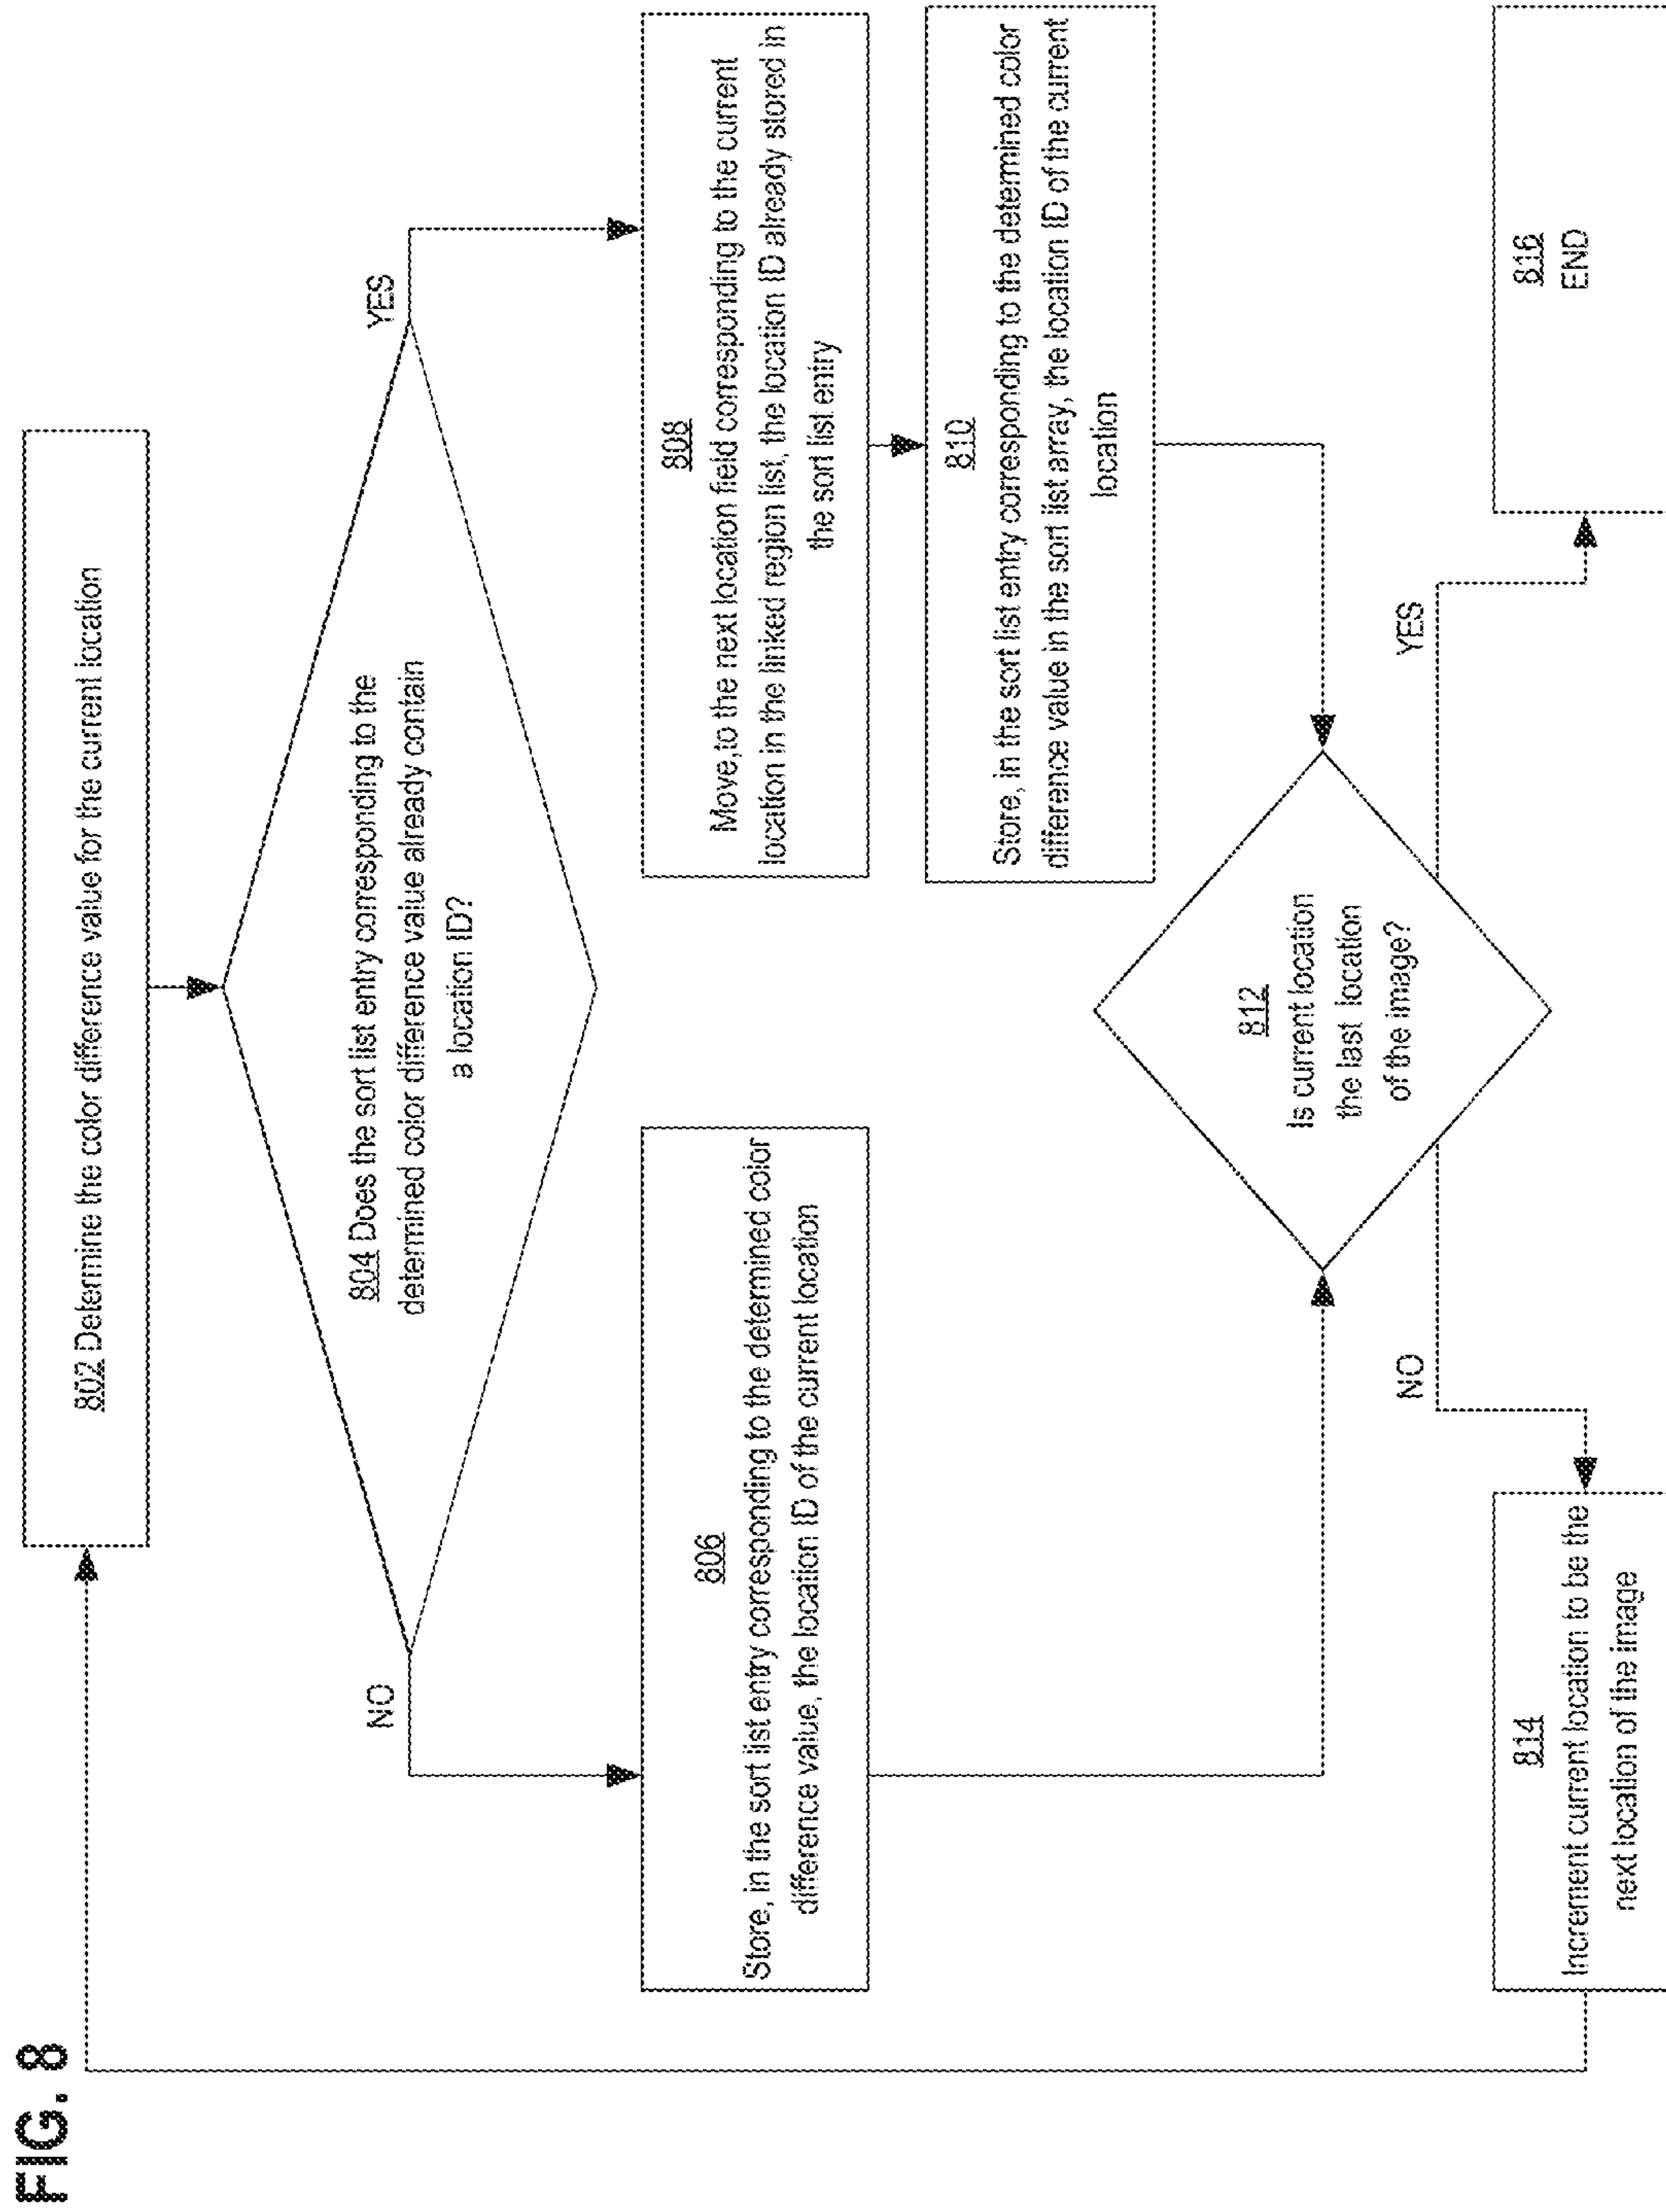 FIG. 8
802 Determine the color difference value for the current location
804 Does the sort list entry corresponding to the
determined color difference value already contain
a location ID?
NO
YES
806
Store, in the sort list entry corresponding to the determined color
difference value, the location ID of the current location
808
Move,to the next location field corresponding to the current
location in the linked region list, the location ID already stored in
the sort list entry
810
Store, in the sort list entry corresponding to the determined color
difference value in the sort list array, the location ID of the current
location
812
Is current location
the last location
of the image?
NO
YES
814
Increment current location to be the
next location of the image
816
END